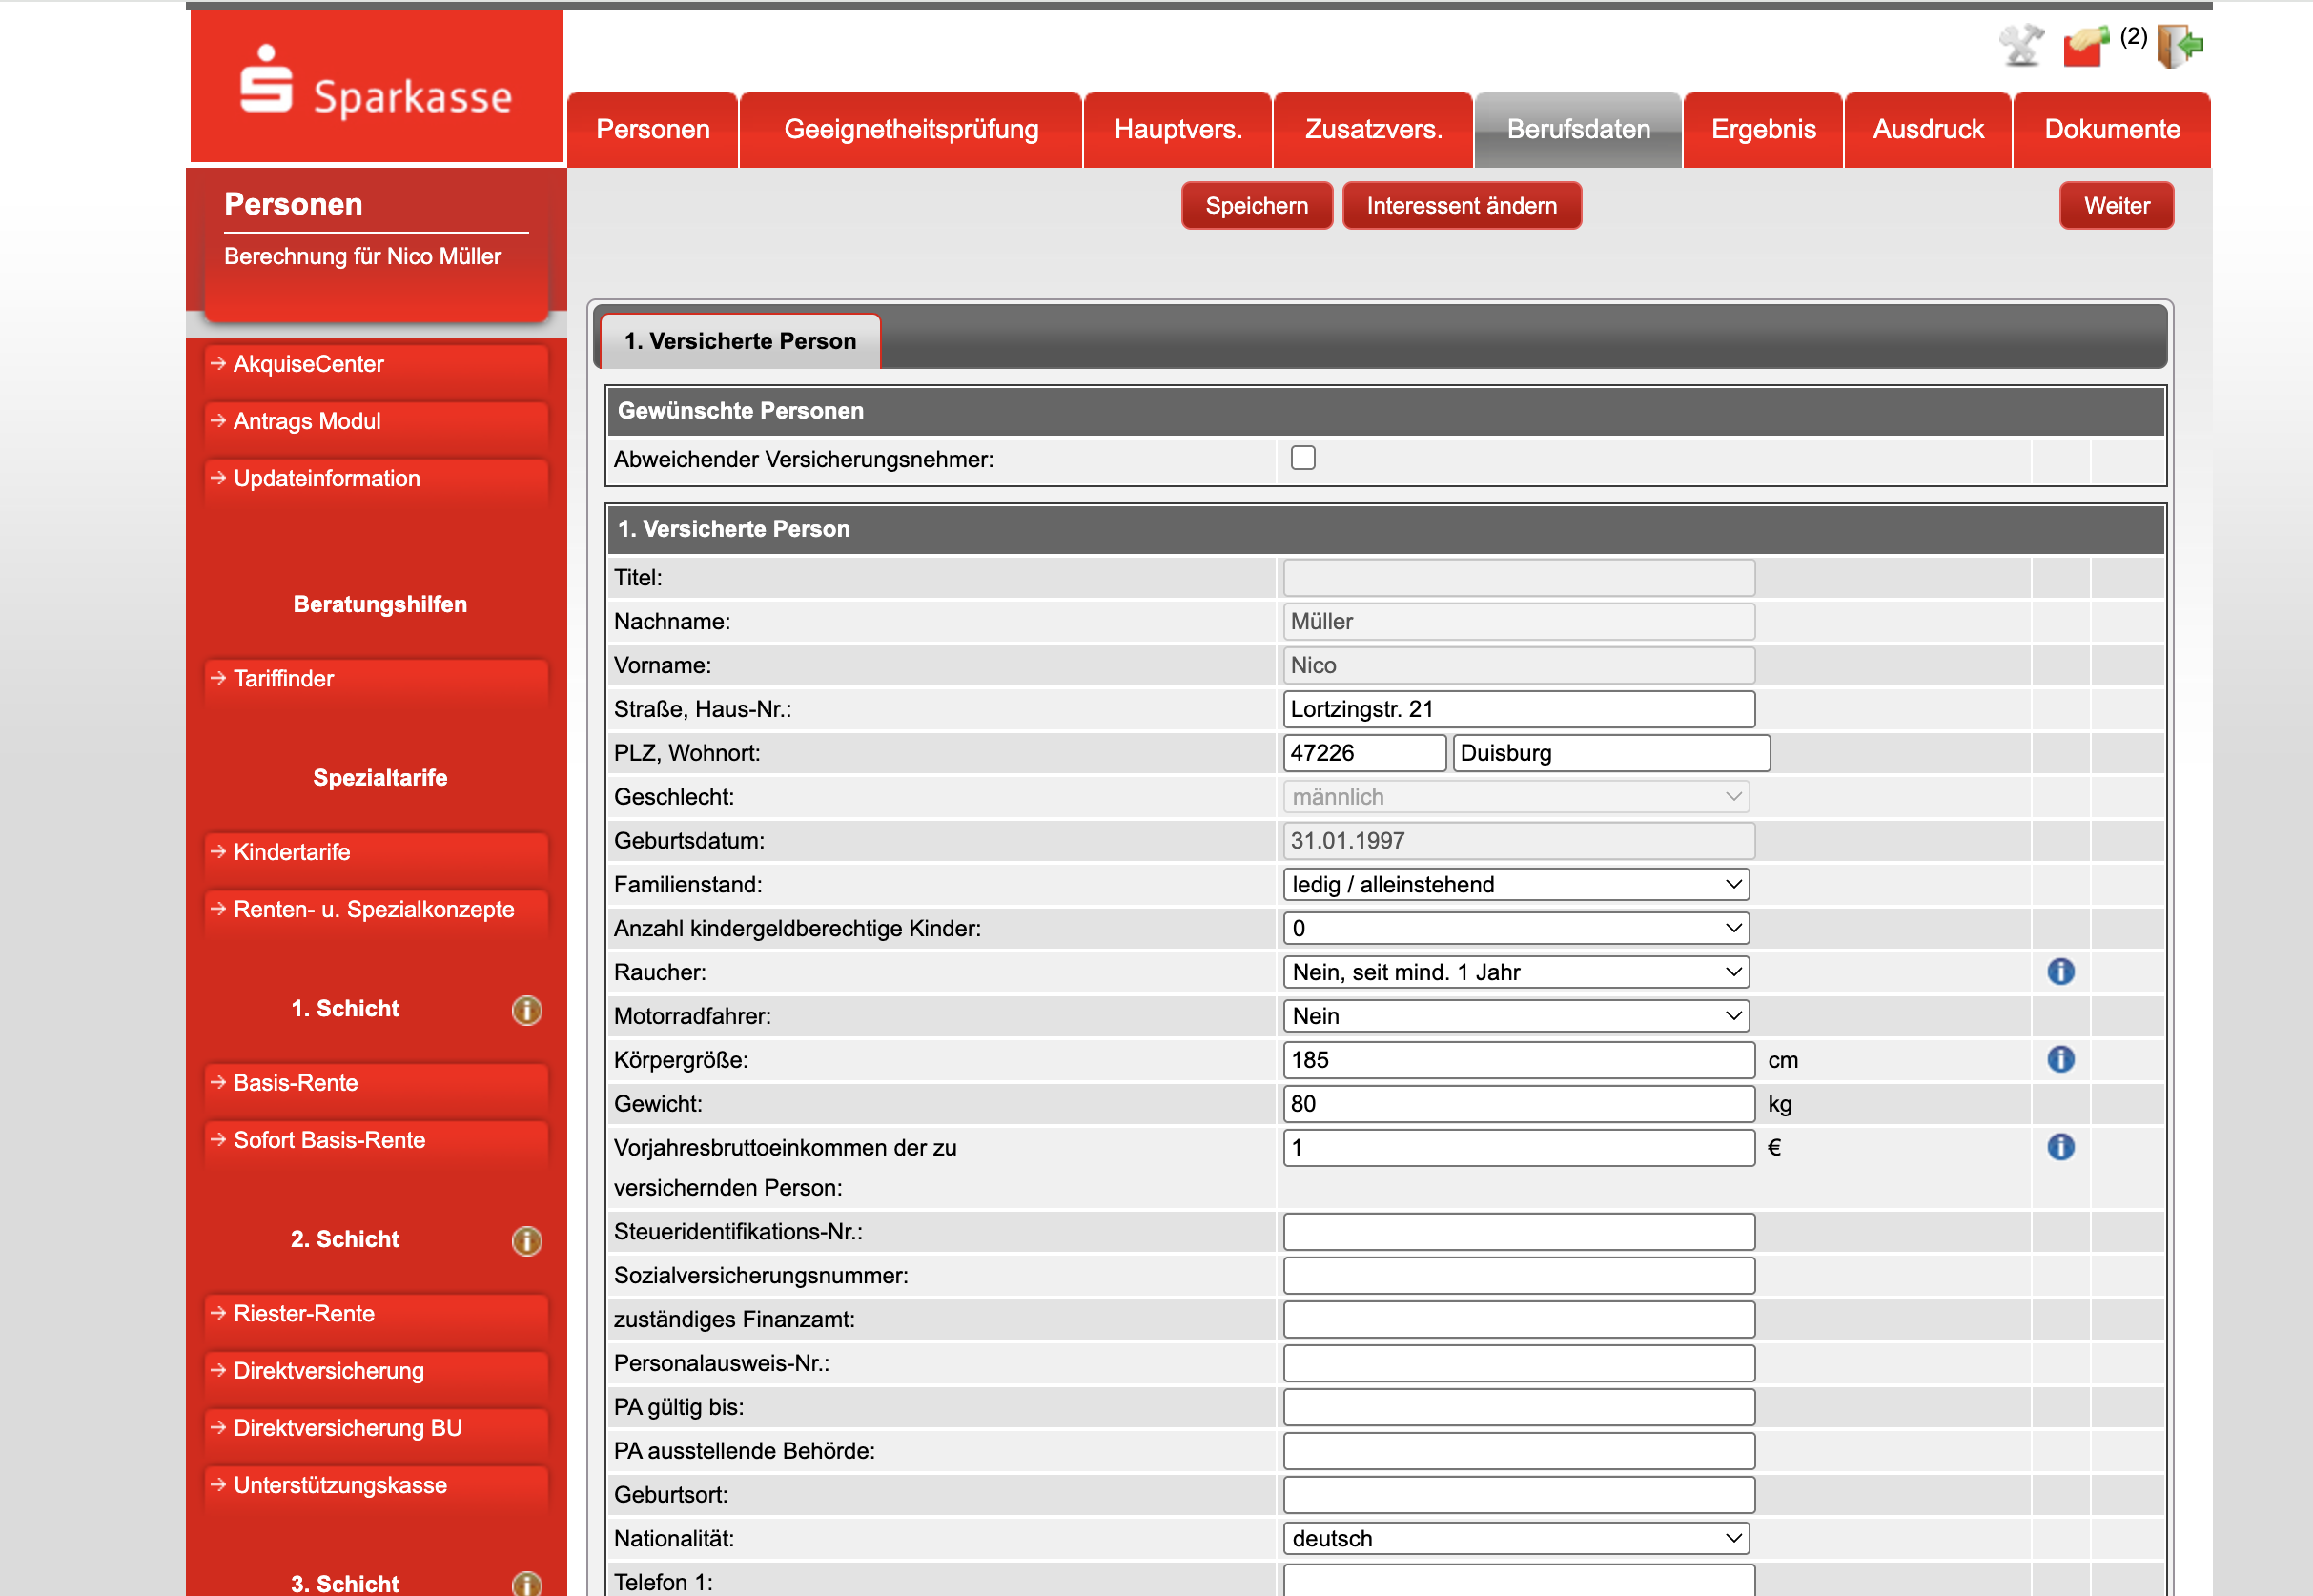 Sparkasse
(2)
Personen
Geeignetheitsprüfung
Hauptvers.
Zusatzvers.
Berufsdaten
Ergebnis
Ausdruck
Dokumente
Personen
Berechnung für Nico Müller
AkquiseCenter
Antrags Modul
Updateinformation
Beratungshilfen
Tariffinder
Spezialtarife
Kindertarife
Renten- u. Spezialkonzepte
1. Schicht
Basis-Rente
Sofort Basis-Rente
2. Schicht
Riester-Rente
Direktversicherung
Direktversicherung BU
Unterstützungskasse
3. Schicht
Speichern
Interessent ändern
Weiter
1. Versicherte Person
Gewünschte Personen
Abweichender Versicherungsnehmer:
1. Versicherte Person
Titel:
Nachname: Müller
Vorname: Nico
Straße, Haus-Nr.: Lortzingstr. 21
PLZ, Wohnort: 47226 Duisburg
Geschlecht: männlich
Geburtsdatum: 31.01.1997
Familienstand: ledig / alleinstehend
Anzahl kindergeldberechtige Kinder: 0
Raucher: Nein, seit mind. 1 Jahr
Motorradfahrer: Nein
Körpergröße: 185 cm
Gewicht: 80 kg
Vorjahresbruttoeinkommen der zu 1 €
versichernden Person:
Steueridentifikations-Nr.:
Sozialversicherungsnummer:
zuständiges Finanzamt:
Personalausweis-Nr.:
PA gültig bis:
PA ausstellende Behörde:
Geburtsort:
Nationalität: deutsch
Telefon 1: